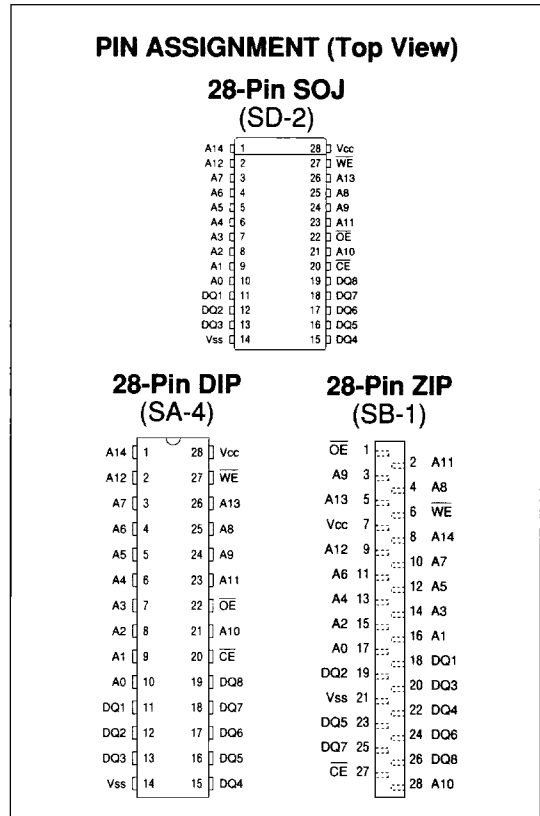 PIN ASSIGNMENT (Top View)
28-Pin SOJ
(SD-2)
A14 1 28 Vcc
A12 2 27 WE
A7 3 26 A13
A6 4 25 A8
A5 5 24 A9
A4 6 23 A11
A3 7 22 OE
A2 8 21 A10
A1 9 20 CE
A0 10 19 DQ8
DQ1 11 18 DQ7
DQ2 12 17 DQ6
DQ3 13 16 DQ5
Vss 14 15 DQ4
28-Pin DIP
(SA-4)
A14 1 28 Vcc
A12 2 27 WE
A7 3 26 A13
A6 4 25 A8
A5 5 24 A9
A4 6 23 A11
A3 7 22 OE
A2 8 21 A10
A1 9 20 CE
A0 10 19 DQ8
DQ1 11 18 DQ7
DQ2 12 17 DQ6
DQ3 13 16 DQ5
Vss 14 15 DQ4
28-Pin ZIP
(SB-1)
OE 1
2 A11
A9 3
4 A8
A13 5
6 WE
Vcc 7
8 A14
A12 9
10 A7
A6 11
12 A5
A4 13
14 A3
A2 15
16 A1
A0 17
18 DQ1
DQ2 19
20 DQ3
Vss 21
22 DQ4
DQ5 23
24 DQ6
DQ7 25
26 DQ8
CE 27
28 A10